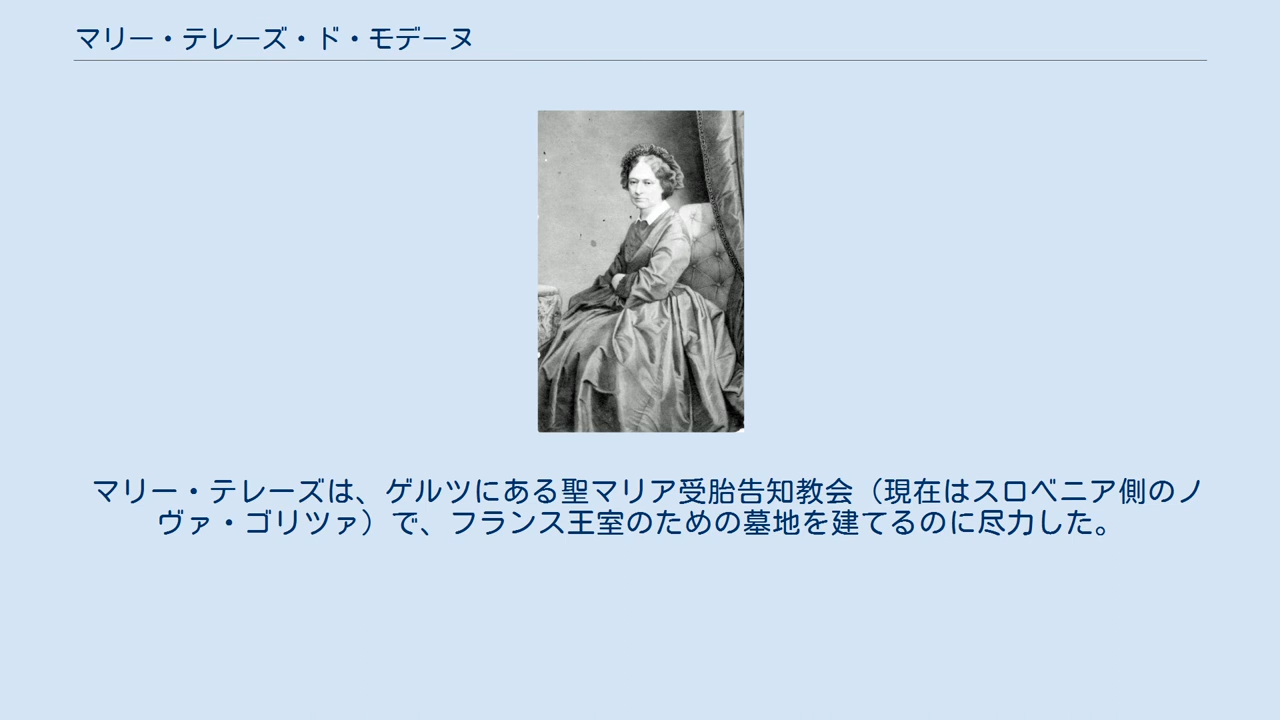 マリー・テレーズ・ド・モデーヌ
マリー・テレーズは、ゲルツにある聖マリア受胎告知教会（現在はスロベニア側のノ
ヴァ・ゴリツァ）で、フランス王室のための墓地を建てるのに尽力した。